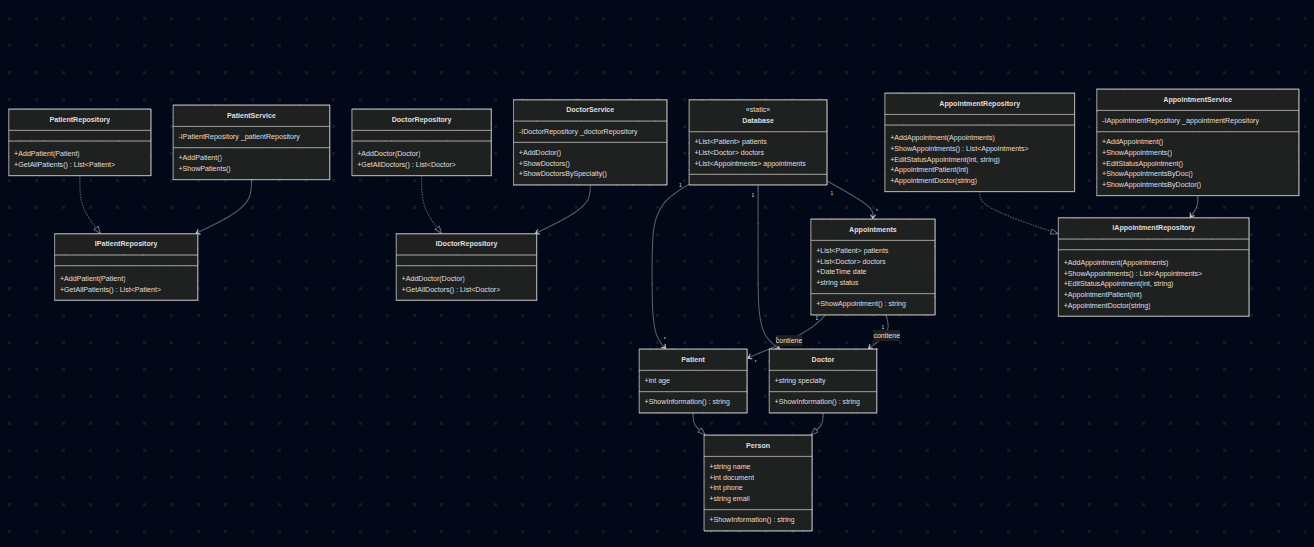 PatientRepository
+AddPatient(Patient)
+GetAllPatients() : List<Patient>
PatientService
-IPatientRepository _patientRepository
+AddPatient()
+ShowPatients()
DoctorRepository
+AddDoctor(Doctor)
+GetAllDoctors() : List<Doctor>
DoctorService
-IDoctorRepository _doctorRepository
+AddDoctor()
+ShowDoctors()
+ShowDoctorsBySpecialty()
«static»
Database
+List<Patient> patients
+List<Doctor> doctors
+List<Appointments> appointments
AppointmentRepository
+AddAppointment(Appointments)
+ShowAppointments() : List<Appointments>
+EditStatusAppointment(int, string)
+AppointmentPatient(int)
+AppointmentDoctor(string)
AppointmentService
-IAppointmentRepository _appointmentRepository
+AddAppointment()
+ShowAppointments()
+EditStatusAppointment()
+ShowAppointmentsByDoc()
+ShowAppointmentsByDoctor()
1
1
1
*
IPatientRepository
+AddPatient(Patient)
+GetAllPatients() : List<Patient>
IDoctorRepository
+AddDoctor(Doctor)
+GetAllDoctors() : List<Doctor>
Appointments
+List<Patient> patients
+List<Doctor> doctors
+DateTime date
+string status
+ShowAppointment() : string
IAppointmentRepository
+AddAppointment(Appointments)
+ShowAppointments() : List<Appointments>
+EditStatusAppointment(int, string)
+AppointmentPatient(int)
+AppointmentDoctor(string)
1
1
contiene
contiene
*
*
Patient
+int age
+ShowInformation() : string
Doctor
+string specialty
+ShowInformation() : string
Person
+string name
+int document
+int phone
+string email
+ShowInformation() : string